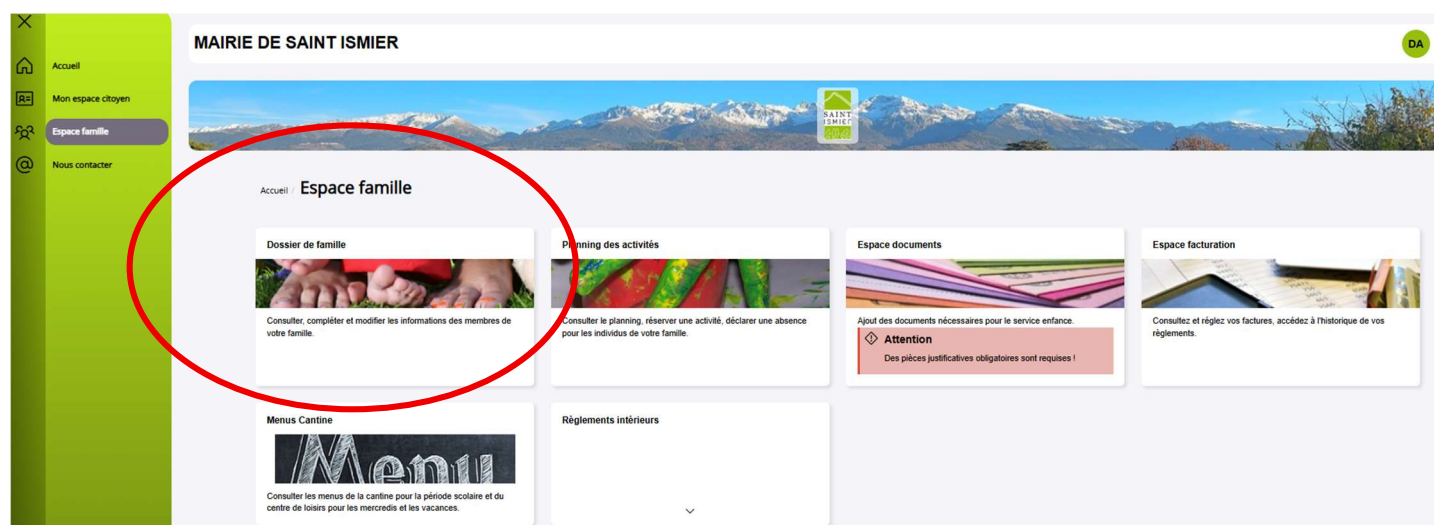 MAIRIE DE SAINT ISMIER
DA
Accueil
Mon espace citoyen
Espace famille
Nous contacter
SAINT
ISMIER
Accueil / Espace famille
Dossier de famille
Consulter, compléter et modifier les informations des membres de
votre famille.
Planning des activités
Consulter le planning, réserver une activité, déclarer une absence
pour les individus de votre famille.
Espace documents
Ajout des documents nécessaires pour le service enfance.
Attention
Des pièces justificatives obligatoires sont requises !
Espace facturation
Consultez et réglez vos factures, accédez à l'historique de vos
règlements.
Menus Cantine
Menu
Consulter les menus de la cantine pour la période scolaire et du
centre de loisirs pour les mercredis et les vacances.
Règlements intérieurs